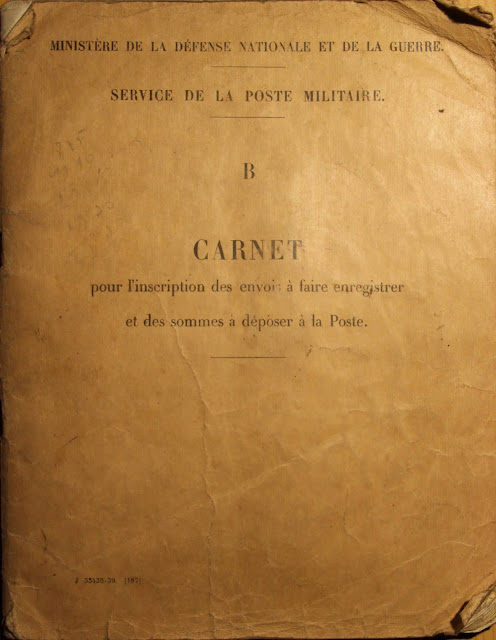 MINISTÈRE DE LA DÉFENSE NATIONALE ET DE LA GUERRE.
SERVICE DE LA POSTE MILITAIRE.
B
CARNET
pour l'inscription des envois à faire enregistrer
et des sommes à déposer à la Poste.